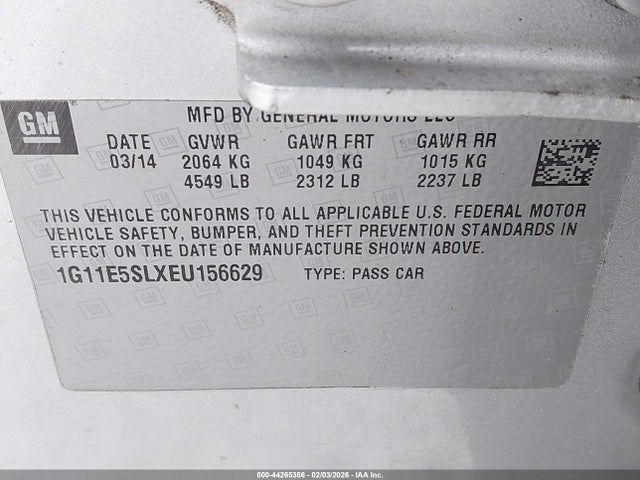 GM
MFD BY GENERAL MOTORS LLC
DATE GVWR GAWR FRT GAWR RR
03/14 2064 KG 1049 KG 1015 KG
4549 LB 2312 LB 2237 LB
THIS VEHICLE CONFORMS TO ALL APPLICABLE U.S. FEDERAL MOTOR
VEHICLE SAFETY, BUMPER, AND THEFT PREVENTION STANDARDS IN
EFFECT ON THE DATE OF MANUFACTURE SHOWN ABOVE.
1G11E5SLXEU156629 TYPE: PASS CAR
000-44265386 - 02/03/2026 - IAAI.com